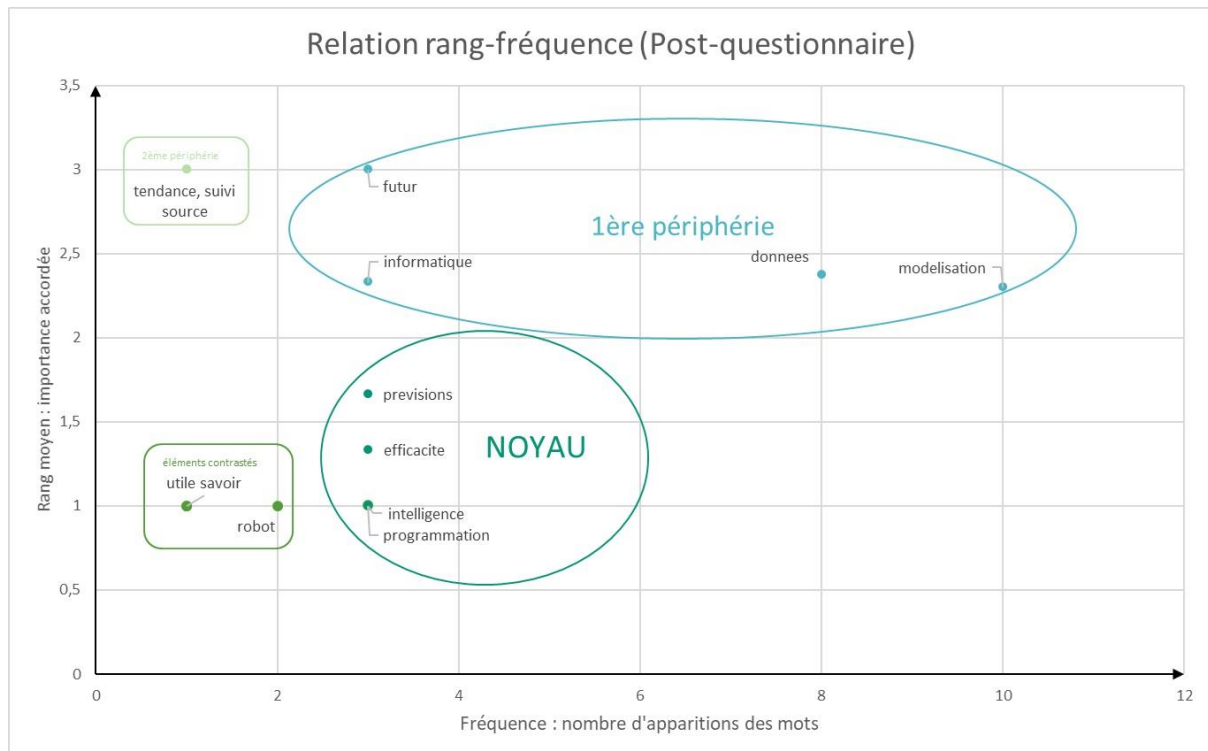 Relation rang-fréquence (Post-questionnaire)
Rang moyen : importance accordée
3,5
3
2,5
2
1,5
1
0,5
0
2ème périphérie
tendance, suivi
source
futur
1ère périphérie
informatique
donnees
modelisation
previsions
efficacite
NOYAU
intelligence
programmation
éléments contrastés
utile savoir
robot
0
2
4
6
8
10
12
Fréquence : nombre d'apparitions des mots